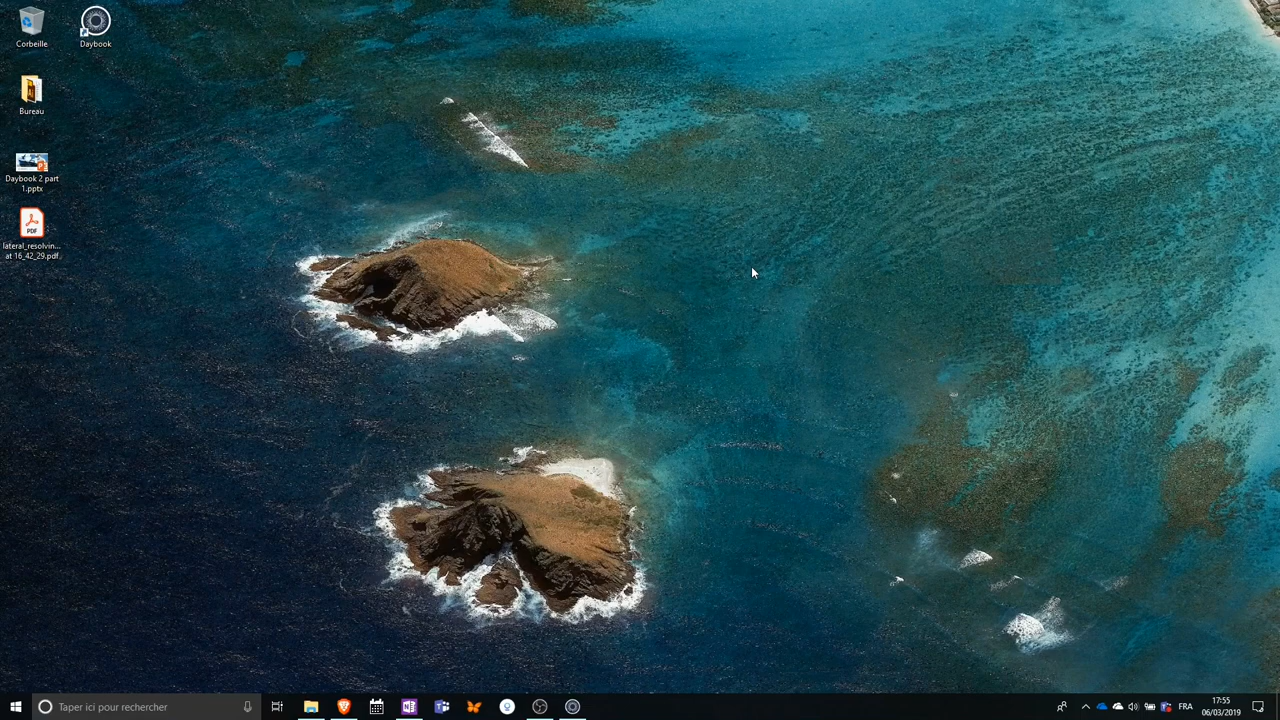 Corbeille
Daybook
Bureau
Daybook 2 part
1.pptx
PDF
lateral_resolvin...
at 16_42_29.pdf
Taper ici pour rechercher
FRA
17:55
06/03/2019